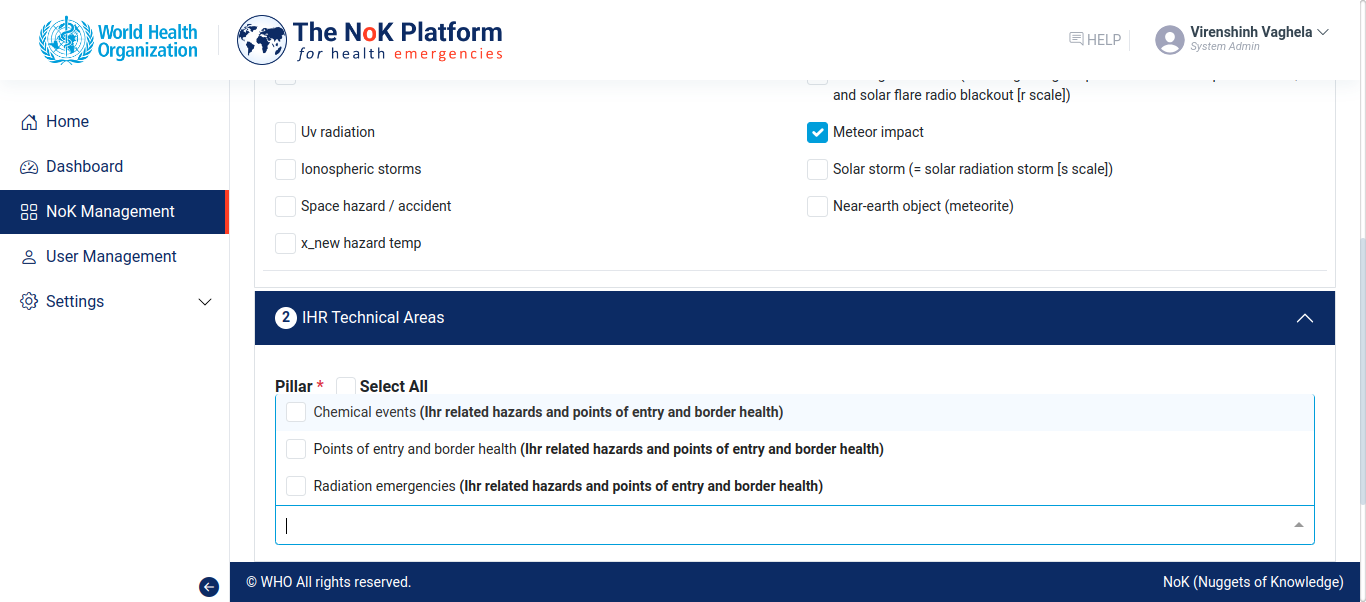 World Health
Organization
The NoK Platform
for health emergencies
HELP
Virenshinh Vaghela
System Admin
Home
Dashboard
NoK Management
User Management
Settings
and solar flare radio blackout [r scale])
Uv radiation
Meteor impact
Ionospheric storms
Solar storm (= solar radiation storm [s scale])
Space hazard / accident
Near-earth object (meteorite)
x_new hazard temp
2 IHR Technical Areas
Pillar * Select All
Chemical events (Ihr related hazards and points of entry and border health)
Points of entry and border health (Ihr related hazards and points of entry and border health)
Radiation emergencies (Ihr related hazards and points of entry and border health)
© WHO All rights reserved.
NoK (Nuggets of Knowledge)